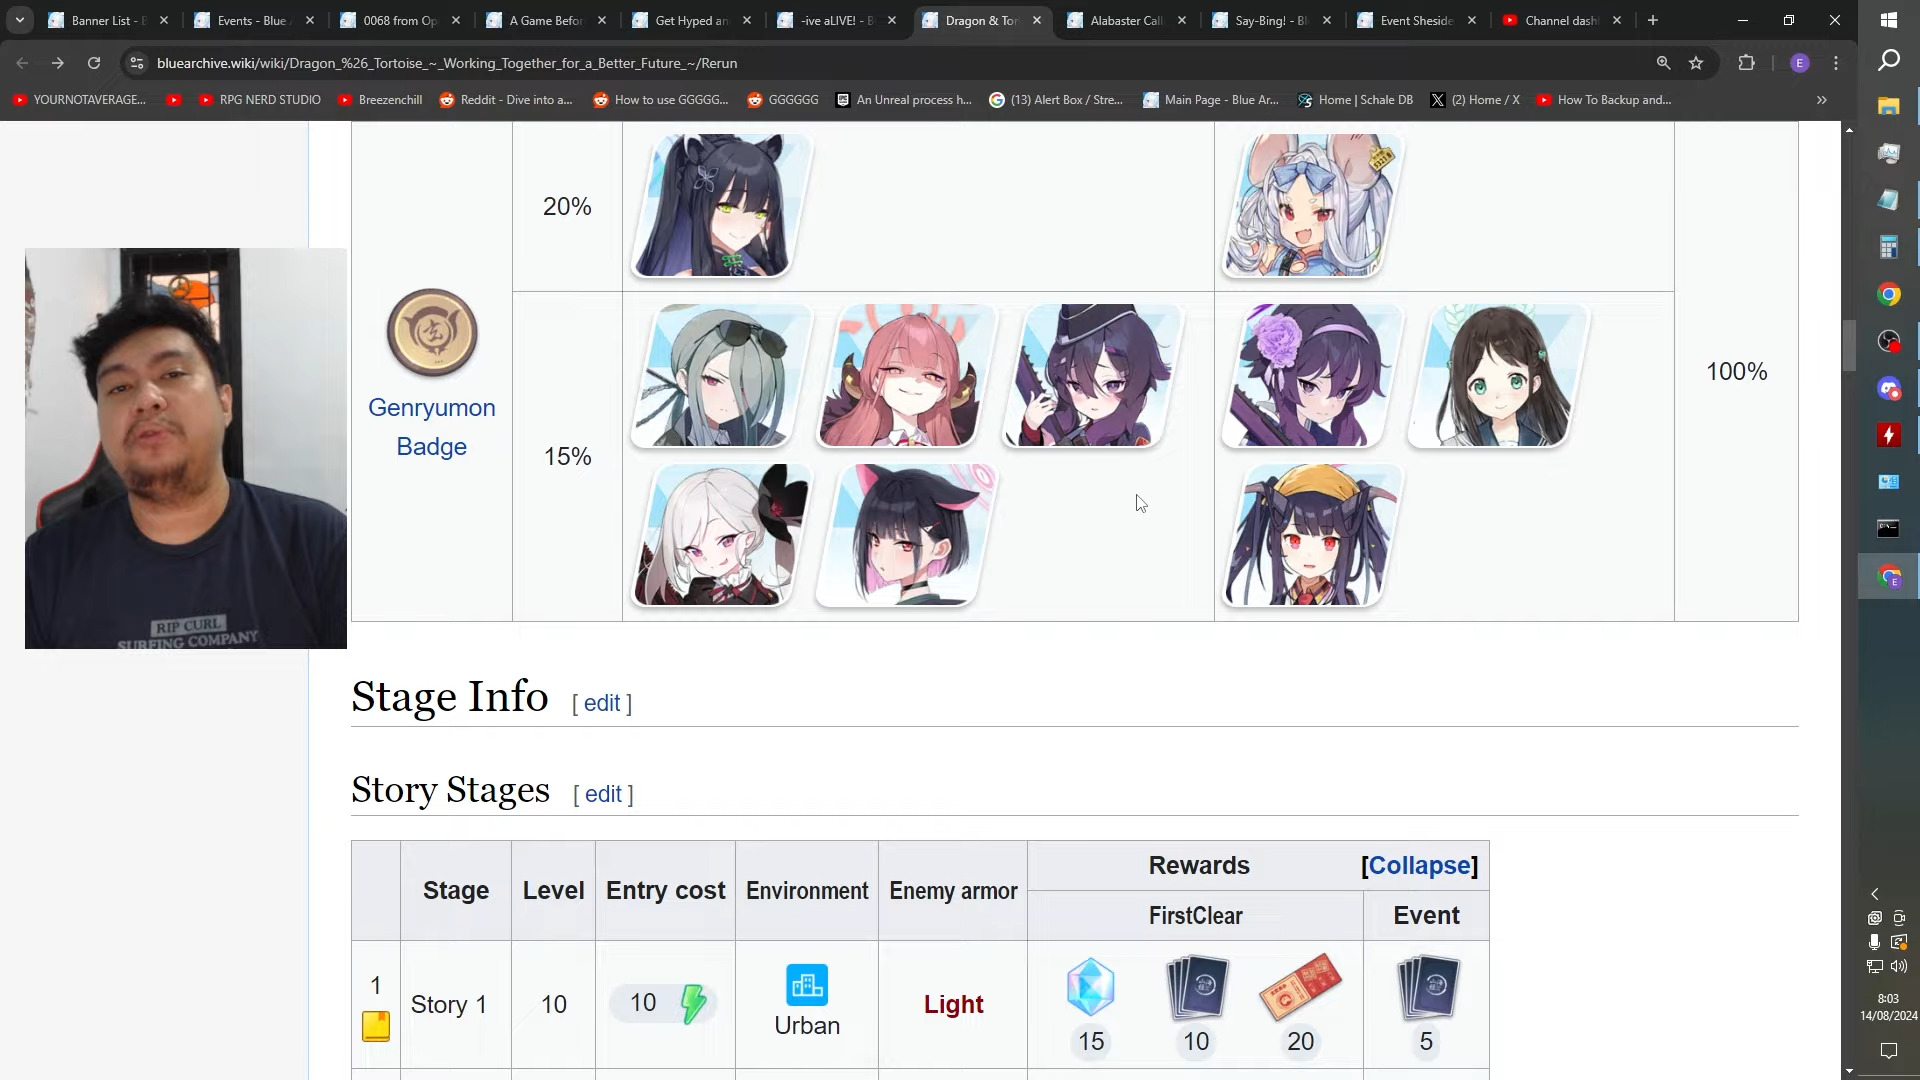 Banner List - B
Events - Blue A
0068 from Op
A Game Befor
Get Hyped an
-ive aLIVE! - B
Dragon & Tor
Alabaster Call
Say-Bing! - Bl
Event Sheside
Channel dash
bluearchive.wiki/wiki/Dragon_%26_Tortoise_~_Working_Together_for_a_Better_Future_~/Rerun
E
YOURNOTAVERAGE...
RPG NERD STUDIO
Breezenchill
Reddit - Dive into a...
How to use GGGGG...
GGGGGG
An Unreal process h...
(13) Alert Box / Stre...
Main Page - Blue Ar...
Home | Schale DB
(2) Home / X
How To Backup and...
20%
Genryumon
Badge
15%
100%
RIP CURL
SURFING COMPANY
Stage Info [ edit ]
Story Stages [ edit ]
Stage
Level
Entry cost
Environment
Enemy armor
Rewards
[Collapse]
FirstClear
Event
1
Story 1
10
10
Urban
Light
15
10
20
5
8:03
14/08/2024